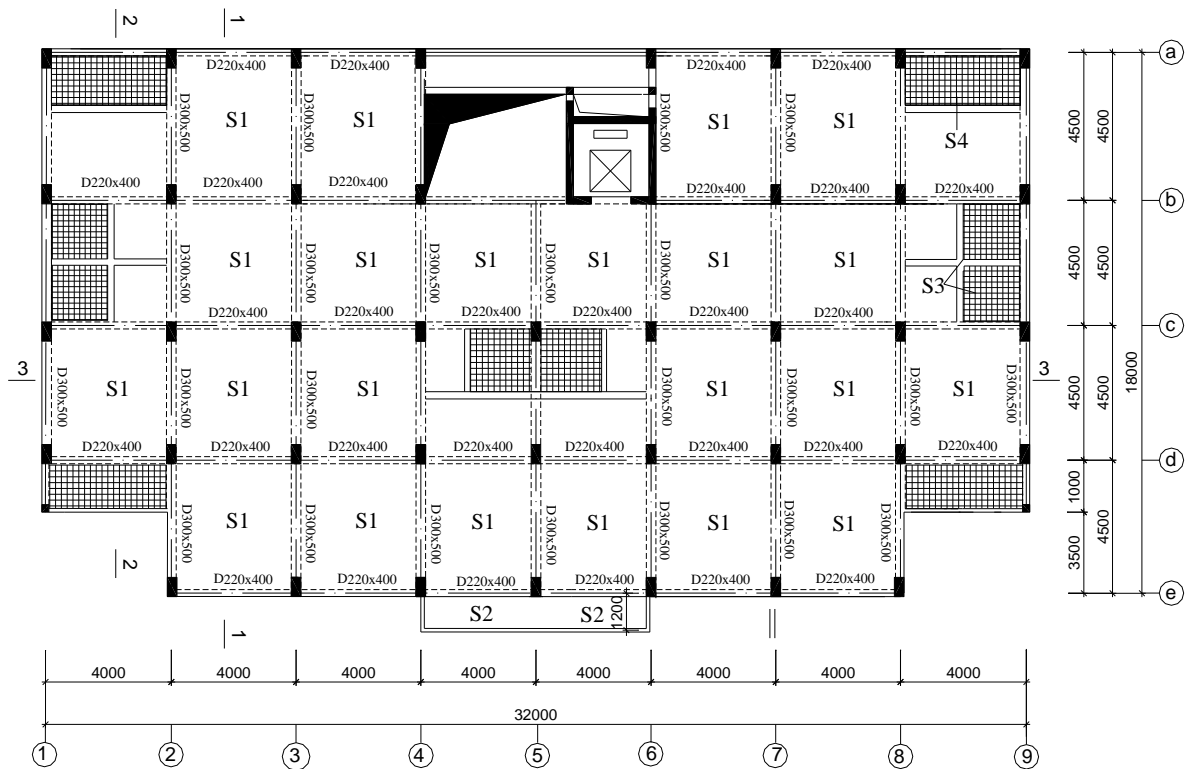 2 1
D220x400 D220x400 D220x400 D220x400 a
D300x500 S1 D300x500 S1 D300x500 S1 D300x500 S1 S4 4500 4500
D220x400 D220x400 D220x400 D220x400 D220x400 D220x400 b
D300x500 S1 D300x500 S1 D300x500 S1 S1 D300x500 S1 S1 S3 4500 4500
D220x400 D220x400 D220x400 D220x400 c
3 D300x500 S1 D300x500 S1 D300x500 S1 D300x500 S1 D300x500 S1 S1 D300x500 3 4500 4500 18000
D220x400 D220x400 D220x400 D220x400 D220x400 D220x400 D220x400 D220x400 d
1000
D300x500 S1 D300x500 S1 D300x500 S1 S1 D300x500 S1 D300x500 S1 D300x500 3500 4500
2 D220x400 D220x400 D220x400 D220x400 D220x400 D220x400 e
S2 S2 1200
1
4000 4000 4000 4000 4000 4000 4000 4000
32000
1 2 3 4 5 6 7 8 9